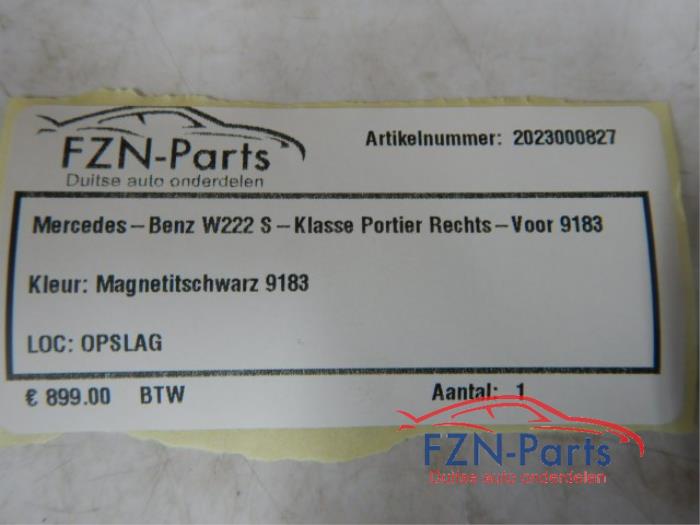 FZN-Parts
Duitse auto onderdelen
Artikelnummer: 2023000827
Mercedes-Benz W222 S-Klasse Portier Rechts-Voor 9183
Kleur: Magnetitschwarz 9183
LOC: OPSLAG
€ 899.00 BTW
Aantal: 1
FZN-Parts
Duitse auto onderdelen